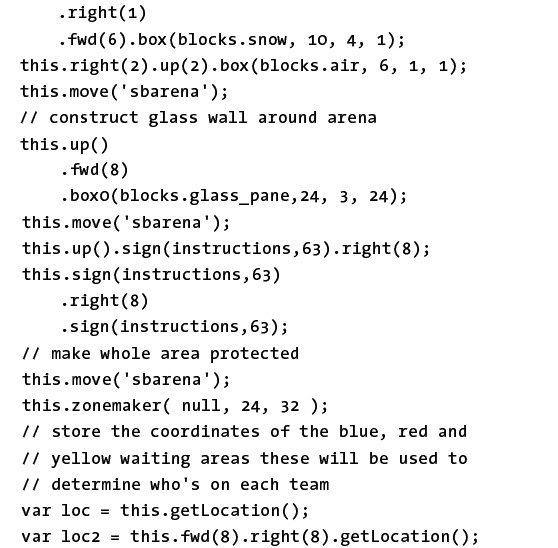 .right(1)
.fwd(6).box(blocks.snow, 10, 4, 1);
this.right(2).up(2).box(blocks.air, 6, 1, 1);
this.move('sbarena');
// construct glass wall around arena
this.up()
.fwd(8)
.box0(blocks.glass_pane,24, 3, 24);
this.move('sbarena');
this.up().sign(instructions,63).right(8);
this.sign(instructions,63)
.right(8)
.sign(instructions,63);
// make whole area protected
this.move('sbarena');
this.zonemaker( null, 24, 32 );
// store the coordinates of the blue, red and
// yellow waiting areas these will be used to
// determine who's on each team
var loc = this.getLocation();
var loc2 = this.fwd(8).right(8).getLocation();